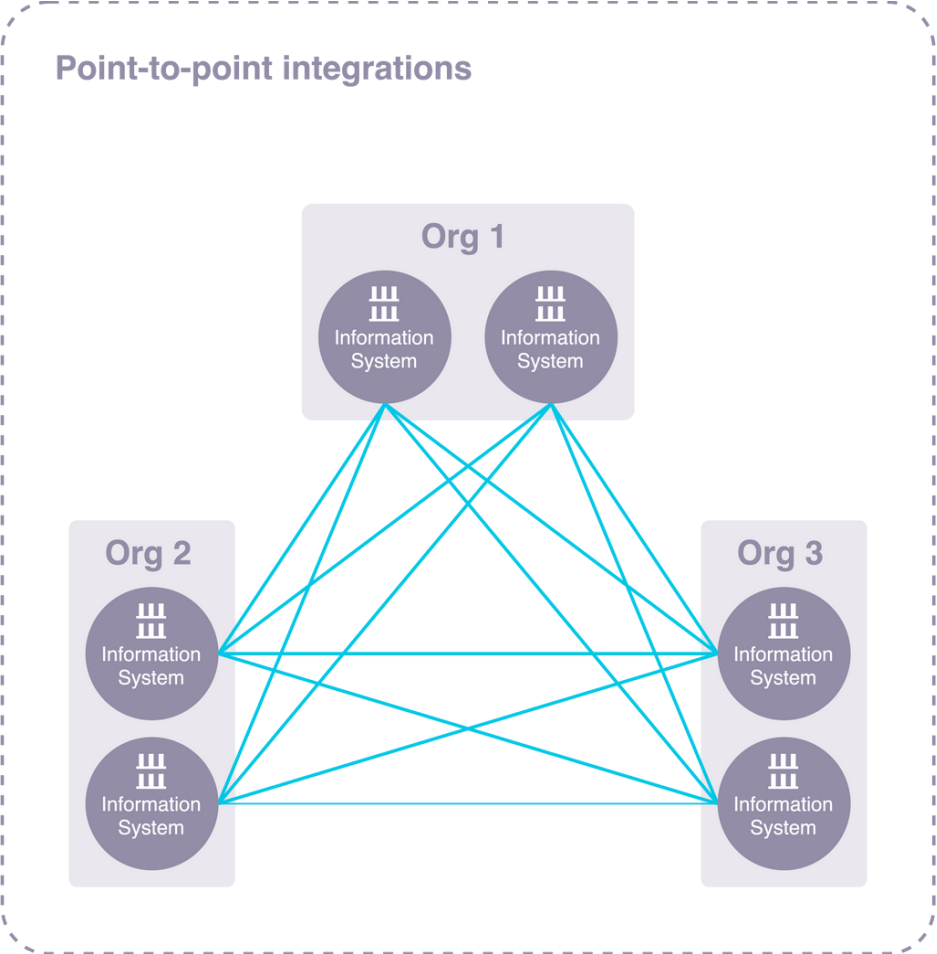 Point-to-point integrations
Org 1
Information
System
Information
System
Org 2
Information
System
Information
System
Org 3
Information
System
Information
System